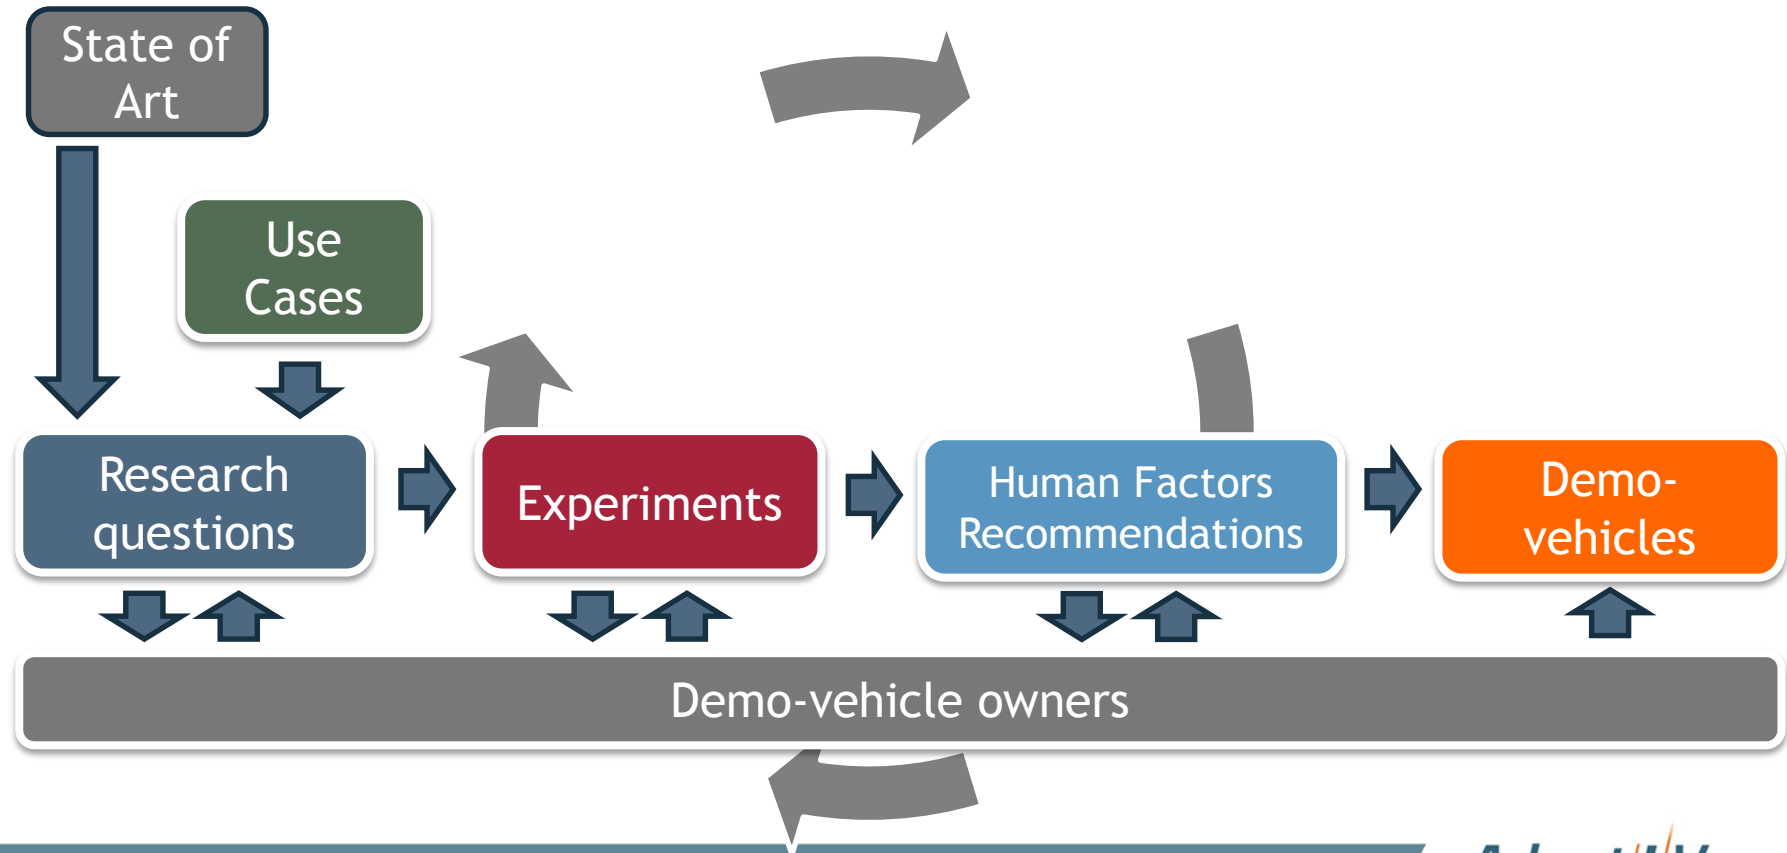 State of
Art
Use
Cases
Research
questions
Experiments
Human Factors
Recommendations
Demo-
vehicles
Demo-vehicle owners